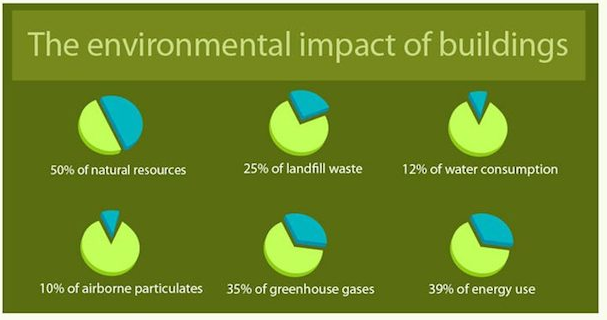 The environmental impact of buildings
50% of natural resources
25% of landfill waste
12% of water consumption
10% of airborne particulates
35% of greenhouse gases
39% of energy use